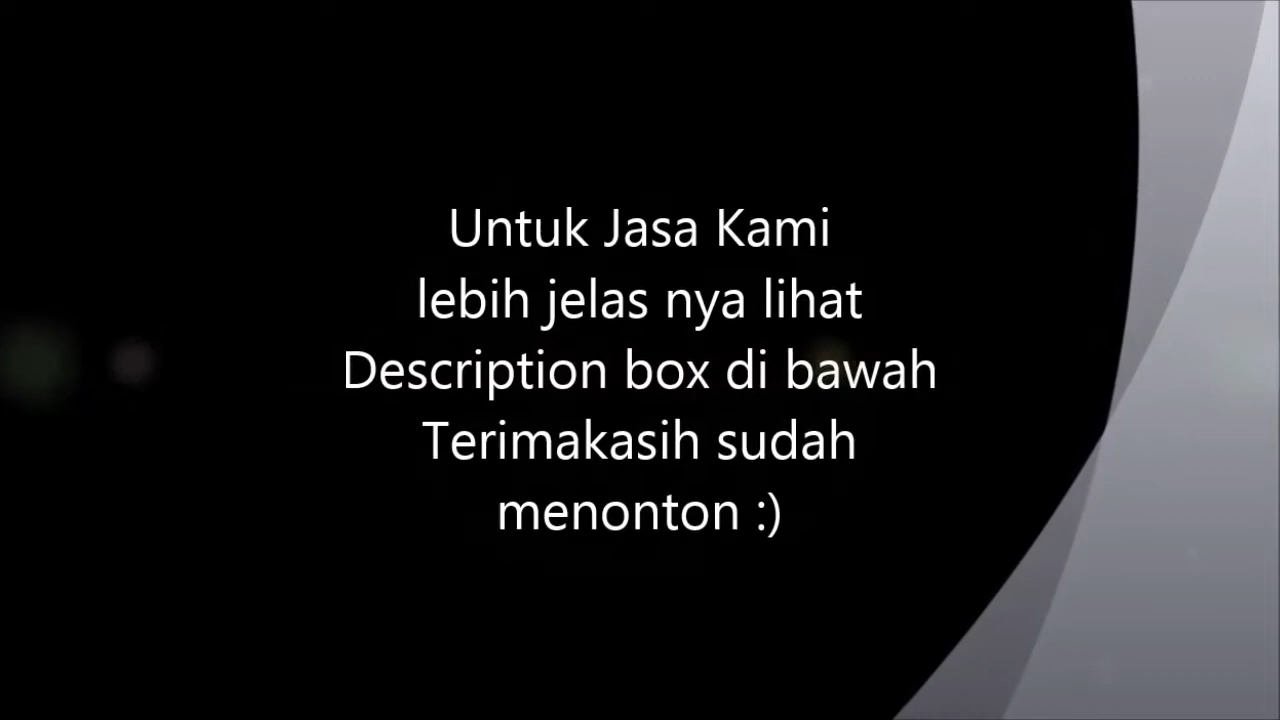 Untuk Jasa Kami
lebih jelas nya lihat
Description box di bawah
Terimakasih sudah
menonton :)